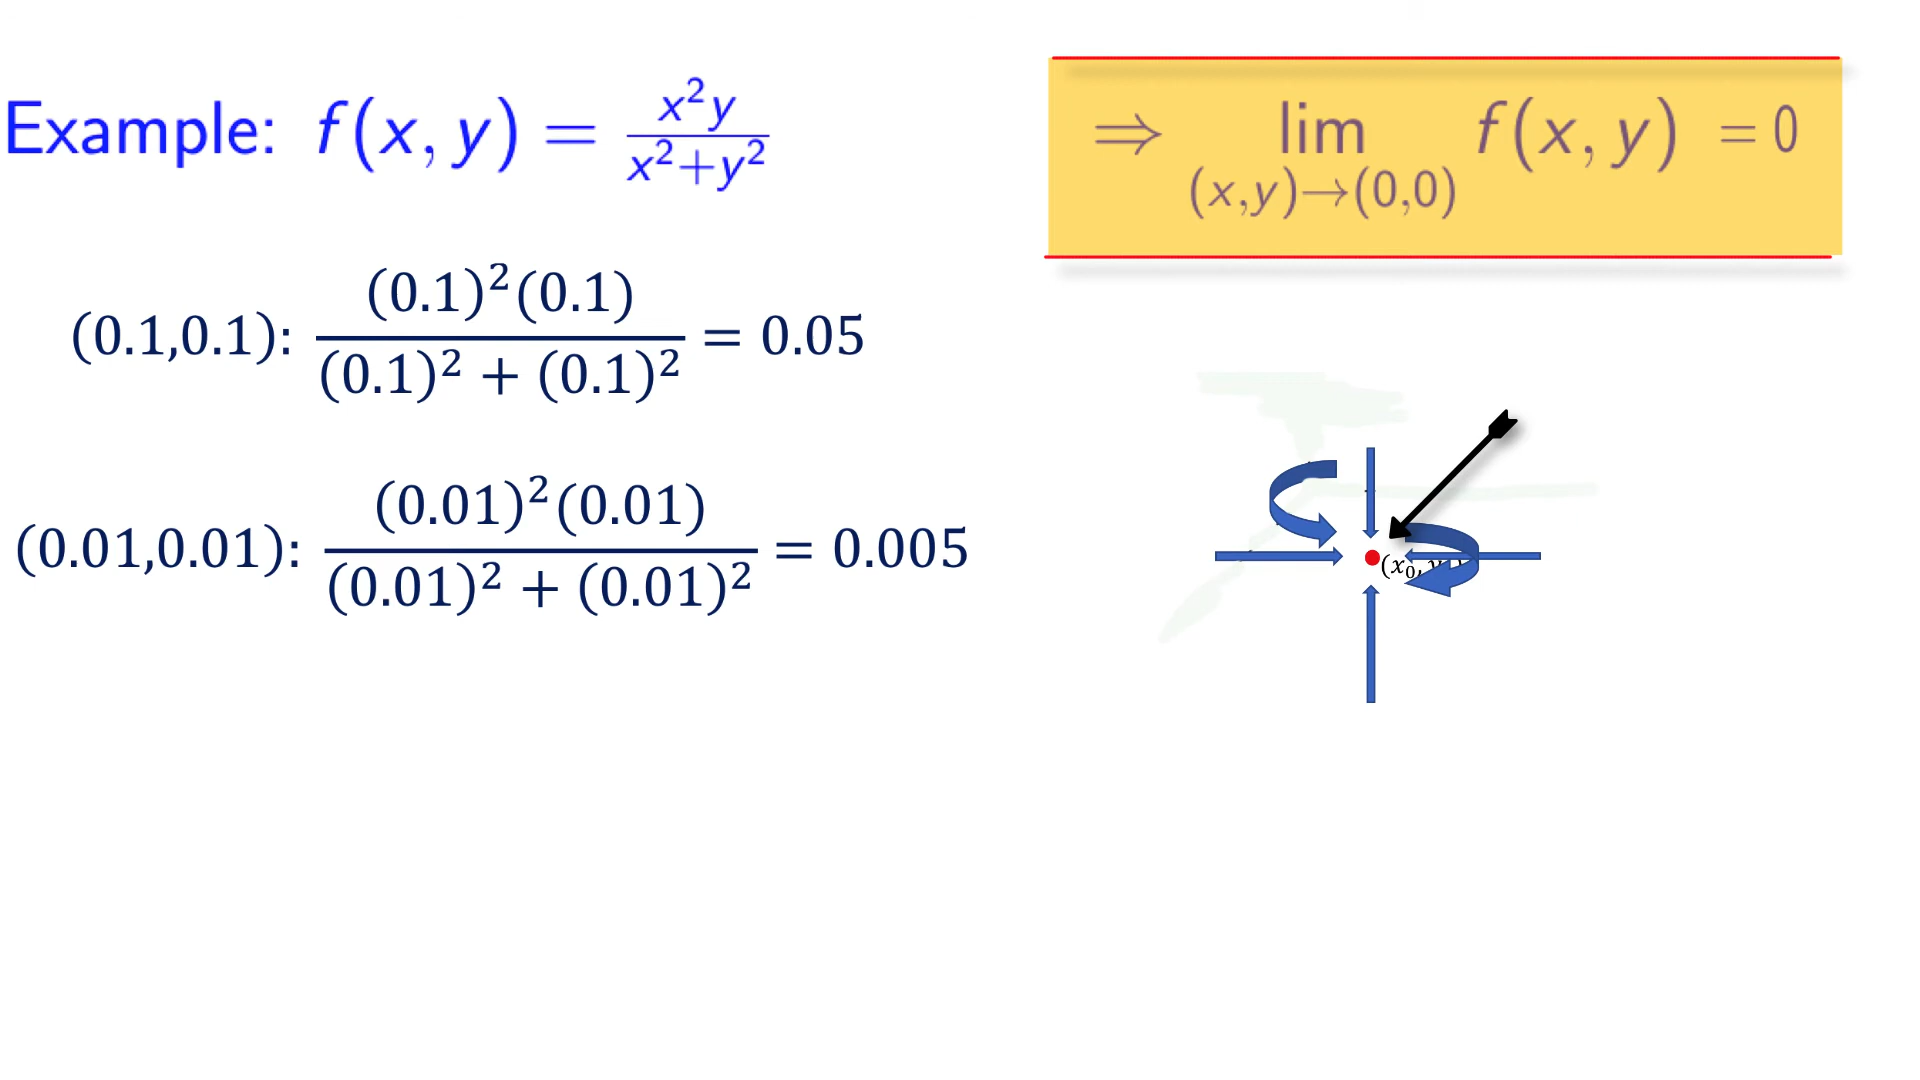 Example: f(x, y) = x²y / x²+y²
⇒ lim (x,y)→(0,0) f(x, y) = 0
(0.1,0.1): (0.1)²(0.1) / (0.1)² + (0.1)² = 0.05
(0.01,0.01): (0.01)²(0.01) / (0.01)² + (0.01)² = 0.005
(x₀,